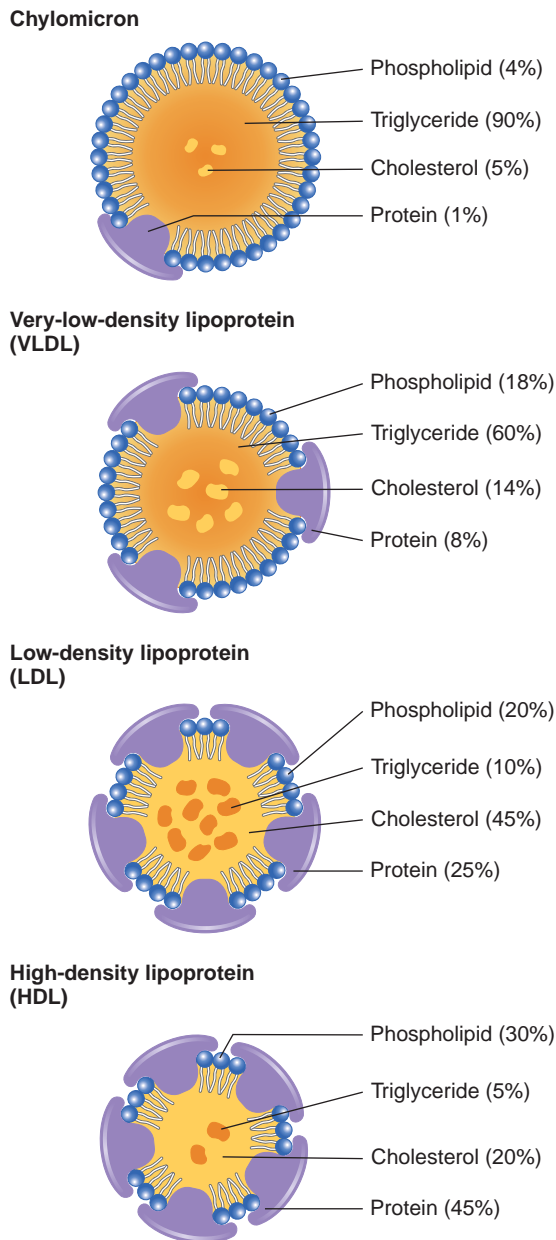 Chylomicron
Phospholipid (4%)
Triglyceride (90%)
Cholesterol (5%)
Protein (1%)
Very-low-density lipoprotein
(VLDL)
Phospholipid (18%)
Triglyceride (60%)
Cholesterol (14%)
Protein (8%)
Low-density lipoprotein
(LDL)
Phospholipid (20%)
Triglyceride (10%)
Cholesterol (45%)
Protein (25%)
High-density lipoprotein
(HDL)
Phospholipid (30%)
Triglyceride (5%)
Cholesterol (20%)
Protein (45%)